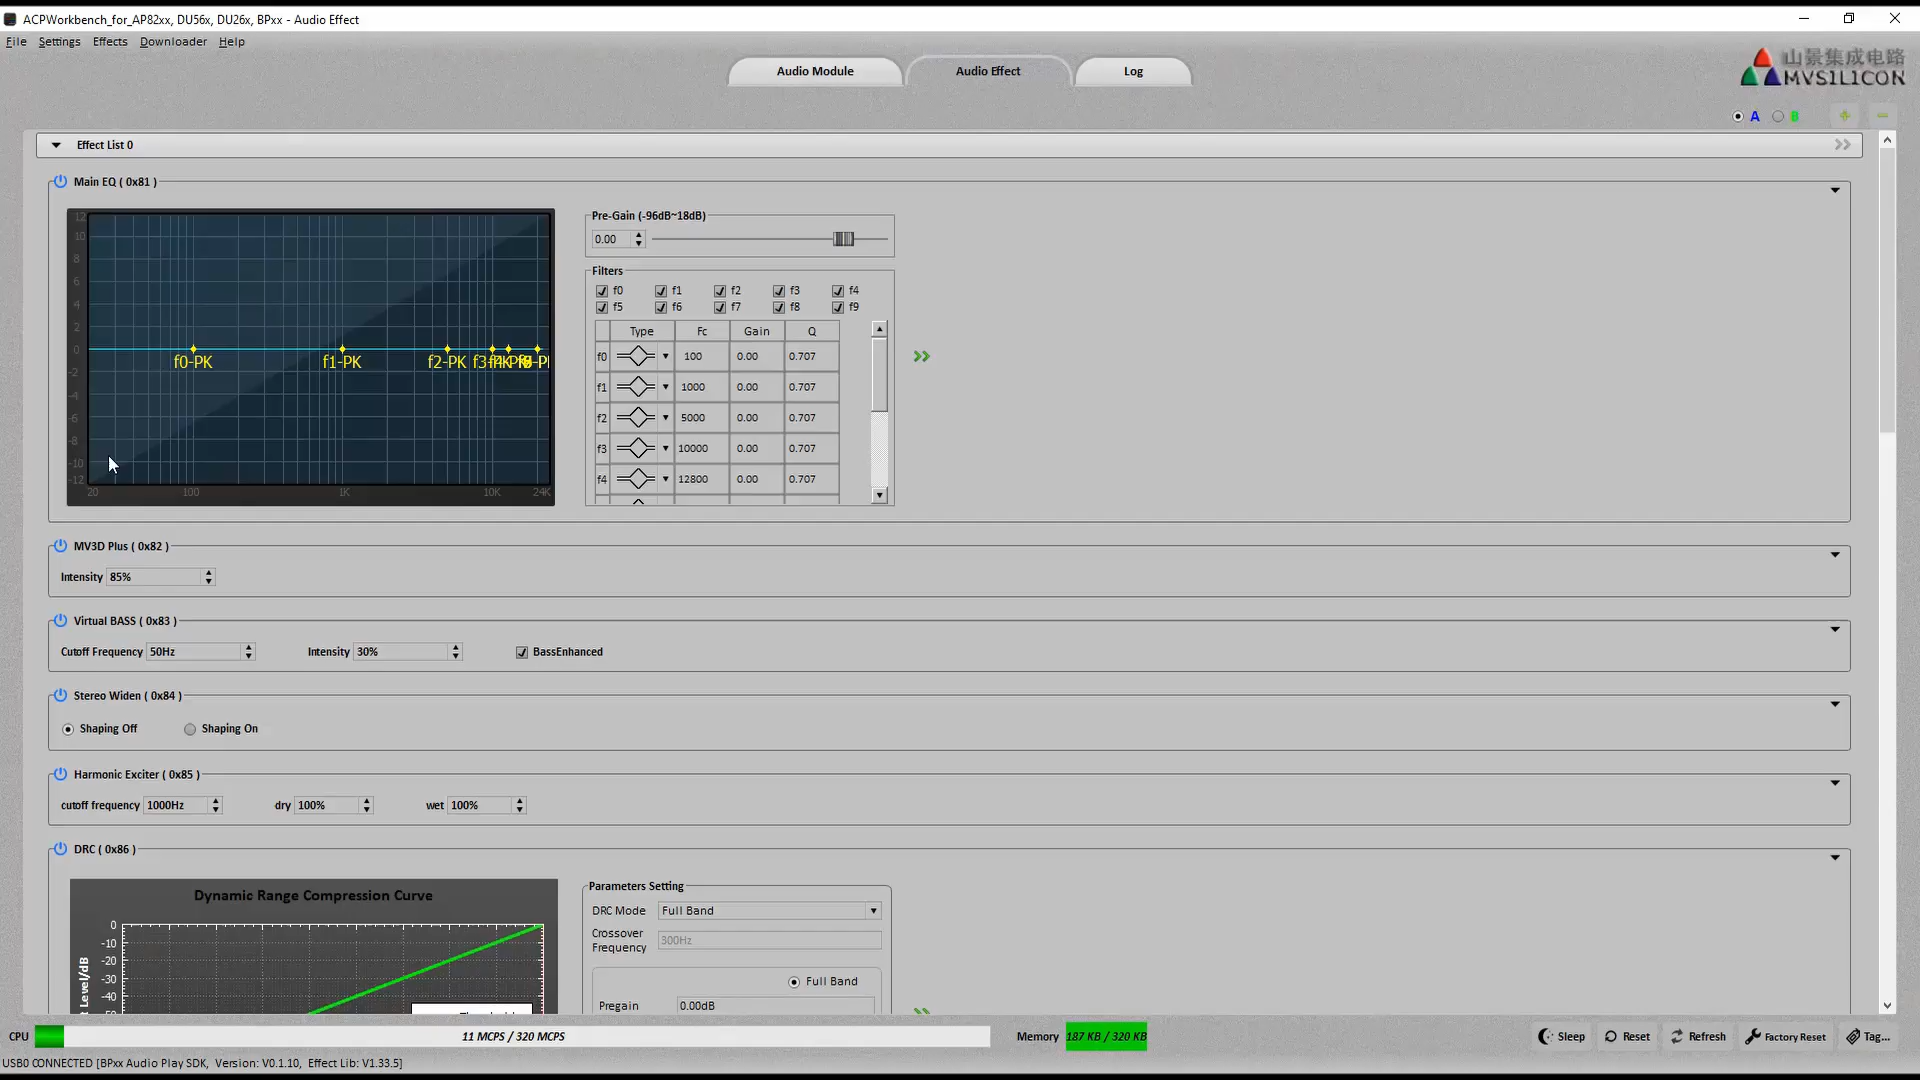 ACPWorkbench_for_AP82xx, DU56x, DU26x, BPxx - Audio Effect
File Settings Effects Downloader Help
Audio Module Audio Effect Log
山景集成电路
MVSILICON
A B
Effect List 0
Main EQ ( 0x81 )
12
10
8
6
4
2
0
-2
-4
-6
-8
-10
-12
f0-PK f1-PK f2-PK
20 100 1K 10K 24K
Pre-Gain (-96dB~18dB)
0.00
Filters
f0 f1 f2 f3 f4
f5 f6 f7 f8 f9
Type Fc Gain Q
f0 100 0.00 0.707
f1 1000 0.00 0.707
f2 5000 0.00 0.707
f3 10000 0.00 0.707
f4 12800 0.00 0.707
MV3D Plus ( 0x82 )
Intensity 85%
Virtual BASS ( 0x83 )
Cutoff Frequency 50Hz Intensity 30% BassEnhanced
Stereo Widen ( 0x84 )
Shaping Off Shaping On
Harmonic Exciter ( 0x85 )
cutoff frequency 1000Hz dry 100% wet 100%
DRC ( 0x86 )
Dynamic Range Compression Curve
0
-10
-20
-30
-40
Level/dB
Parameters Setting
DRC Mode Full Band
Crossover
Frequency 300Hz
Full Band
Pregain 0.00dB
CPU 11 MCPS / 320 MCPS Memory 187 KB / 320 KB Sleep Reset Refresh Factory Reset Tag...
USB0 CONNECTED [BPxx Audio Play SDK, Version: V0.1.10, Effect Lib: V1.33.5]